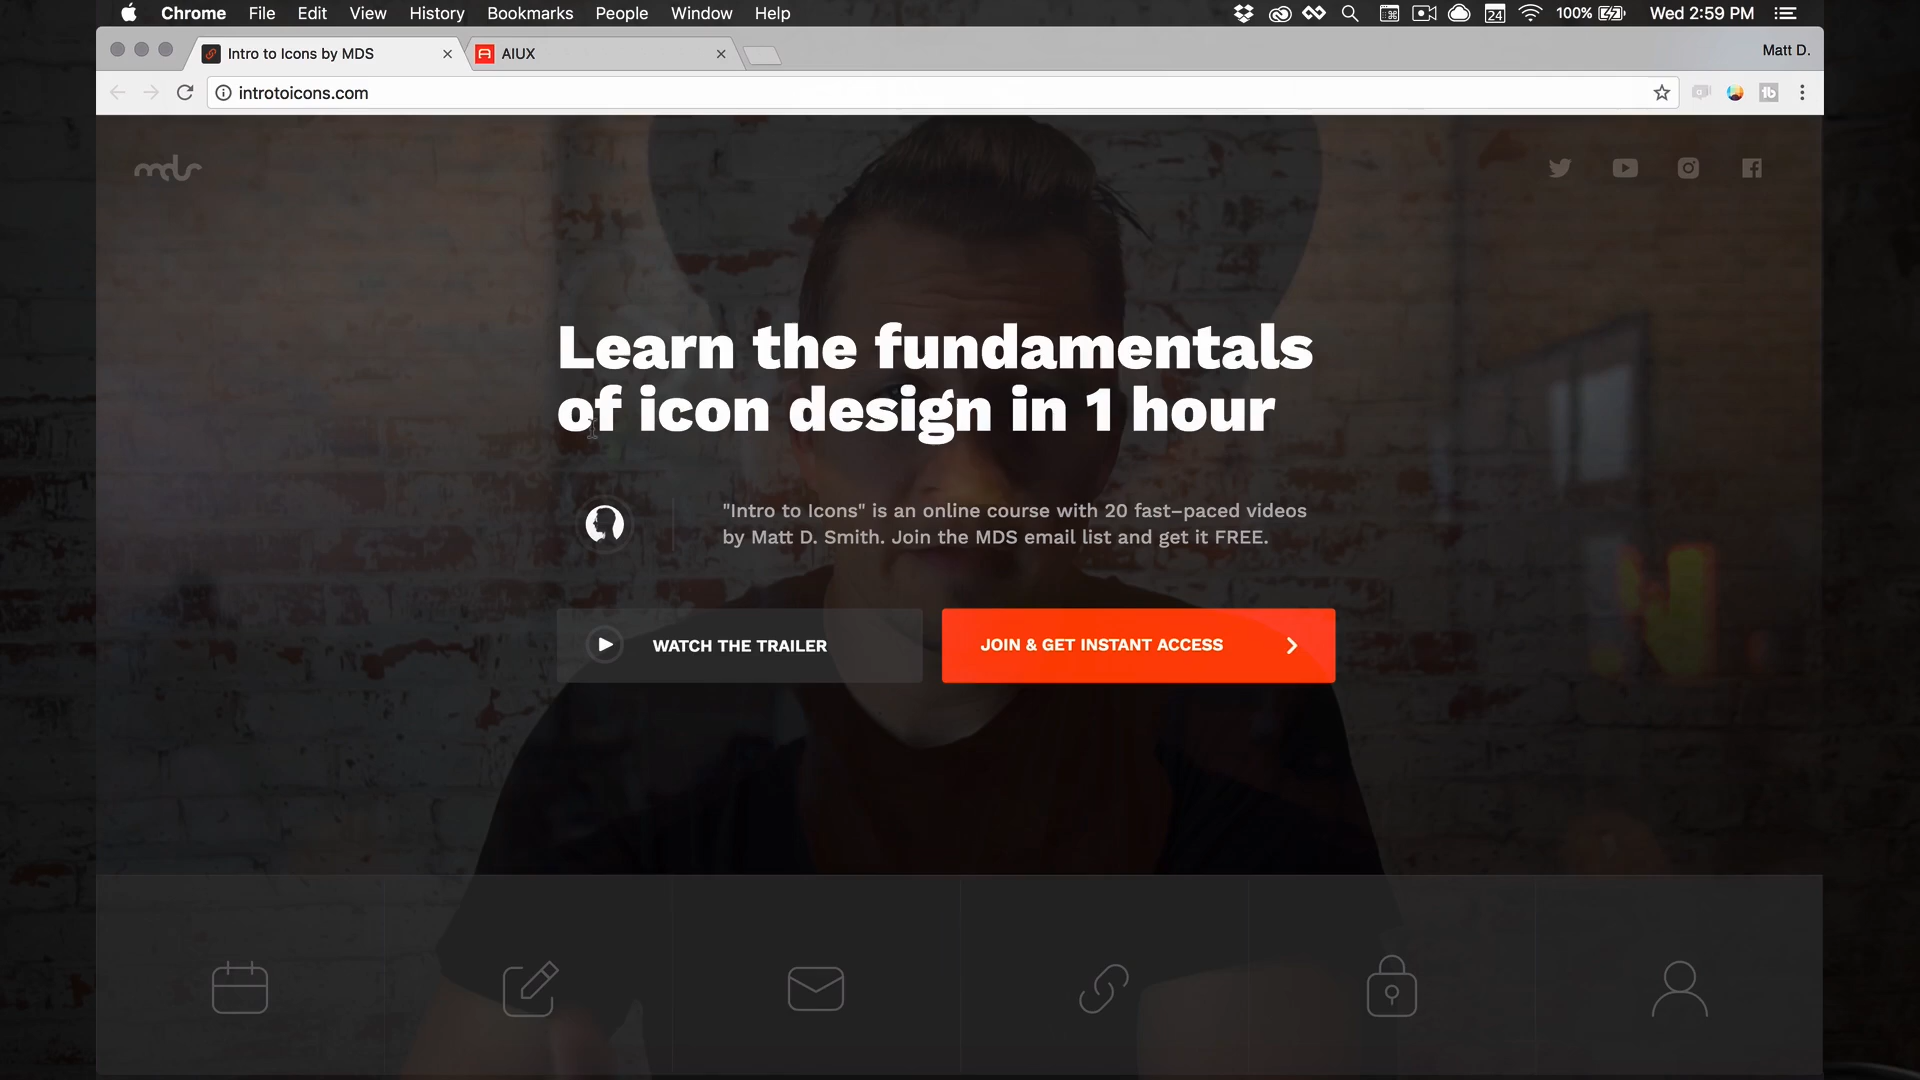 Chrome File Edit View History Bookmarks People Window Help 24 100% Wed 2:59 PM
Intro to Icons by MDS AIUX Matt D.
introtoicons.com
mds
Learn the fundamentals
of icon design in 1 hour
"Intro to Icons" is an online course with 20 fast–paced videos
by Matt D. Smith. Join the MDS email list and get it FREE.
WATCH THE TRAILER JOIN & GET INSTANT ACCESS